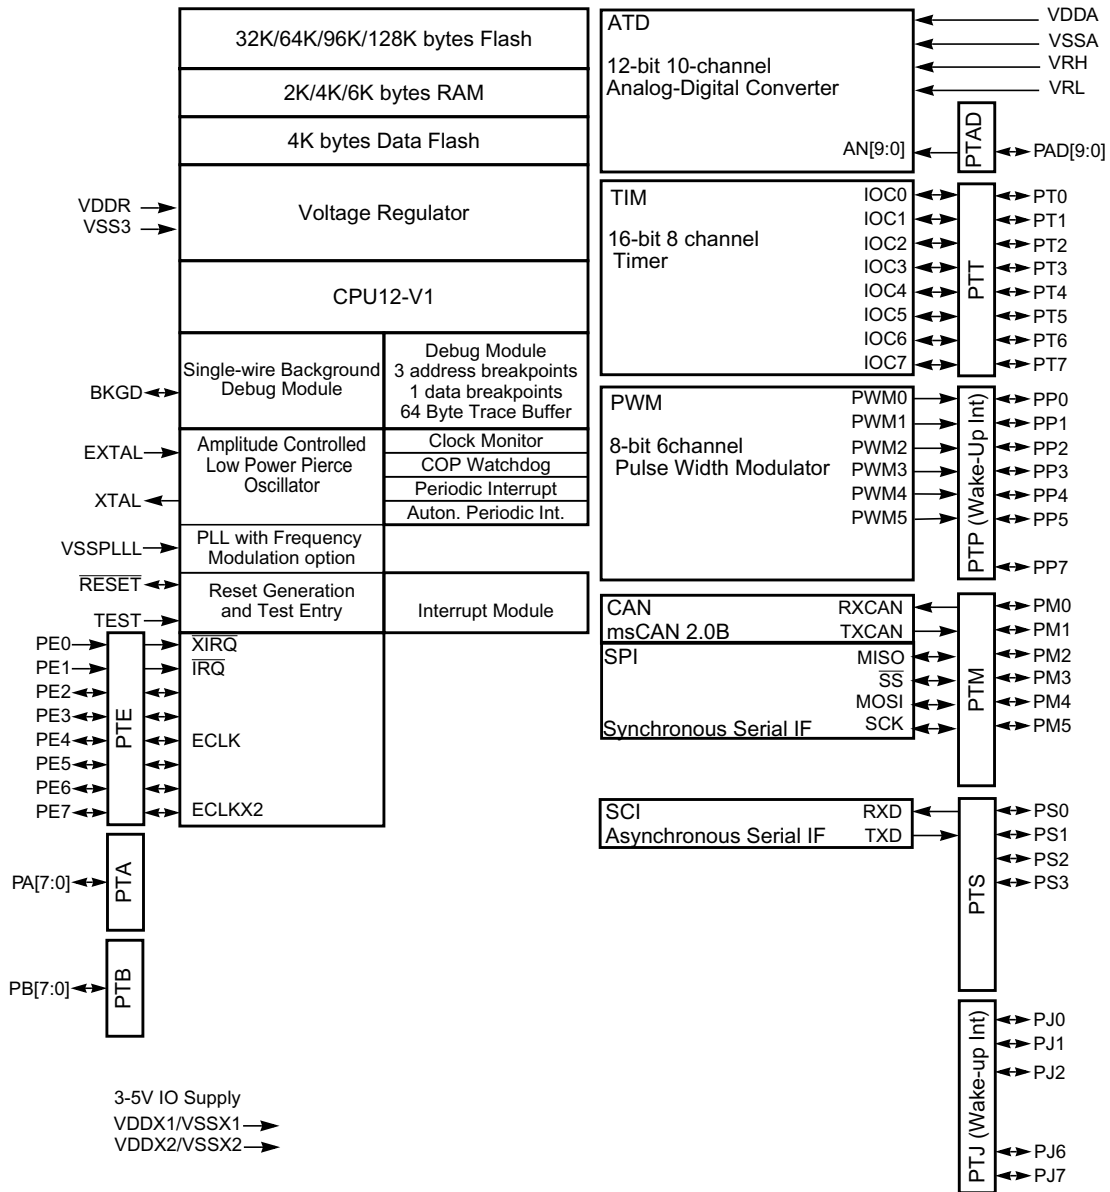 32K/64K/96K/128K bytes Flash
2K/4K/6K bytes RAM
4K bytes Data Flash
VDDR
VSS3
Voltage Regulator
CPU12-V1
BKGD
Single-wire Background
Debug Module
Debug Module
3 address breakpoints
1 data breakpoints
64 Byte Trace Buffer
EXTAL
XTAL
Amplitude Controlled
Low Power Pierce
Oscillator
Clock Monitor
COP Watchdog
Periodic Interrupt
Auton. Periodic Int.
VSSPLLL
PLL with Frequency
Modulation option
RESET
TEST
Reset Generation
and Test Entry
Interrupt Module
PE0
PE1
PE2
PE3
PE4
PE5
PE6
PE7
PTE
XIRQ
IRQ
ECLK
ECLKX2
PA[7:0]
PTA
PB[7:0]
PTB
3-5V IO Supply
VDDX1/VSSX1
VDDX2/VSSX2
ATD
12-bit 10-channel
Analog-Digital Converter
AN[9:0]
VDDA
VSSA
VRH
VRL
PTAD
PAD[9:0]
TIM
16-bit 8 channel
Timer
IOC0
IOC1
IOC2
IOC3
IOC4
IOC5
IOC6
IOC7
PTT
PT0
PT1
PT2
PT3
PT4
PT5
PT6
PT7
PWM
8-bit 6channel
Pulse Width Modulator
PWM0
PWM1
PWM2
PWM3
PWM4
PWM5
PTP (Wake-Up Int)
PP0
PP1
PP2
PP3
PP4
PP5
PP7
CAN
msCAN 2.0B
RXCAN
TXCAN
SPI
Synchronous Serial IF
MISO
SS
MOSI
SCK
PTM
PM0
PM1
PM2
PM3
PM4
PM5
SCI
Asynchronous Serial IF
RXD
TXD
PTS
PS0
PS1
PS2
PS3
PTJ (Wake-up Int)
PJ0
PJ1
PJ2
PJ6
PJ7